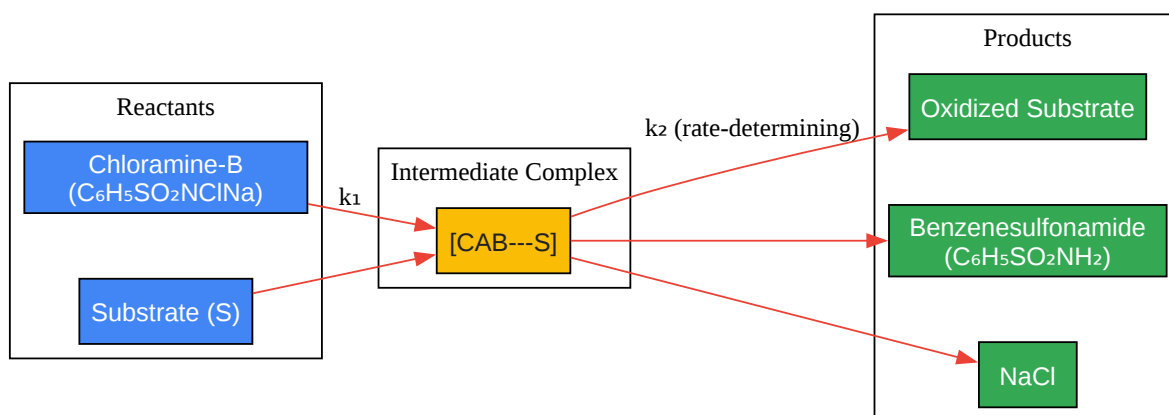 Reactants
Chloramine-B
(C₆H₅SO₂NClNa)
Substrate (S)
k₁
Intermediate Complex
[CAB---S]
k₂ (rate-determining)
Products
Oxidized Substrate
Benzenesulfonamide
(C₆H₅SO₂NH₂)
NaCl